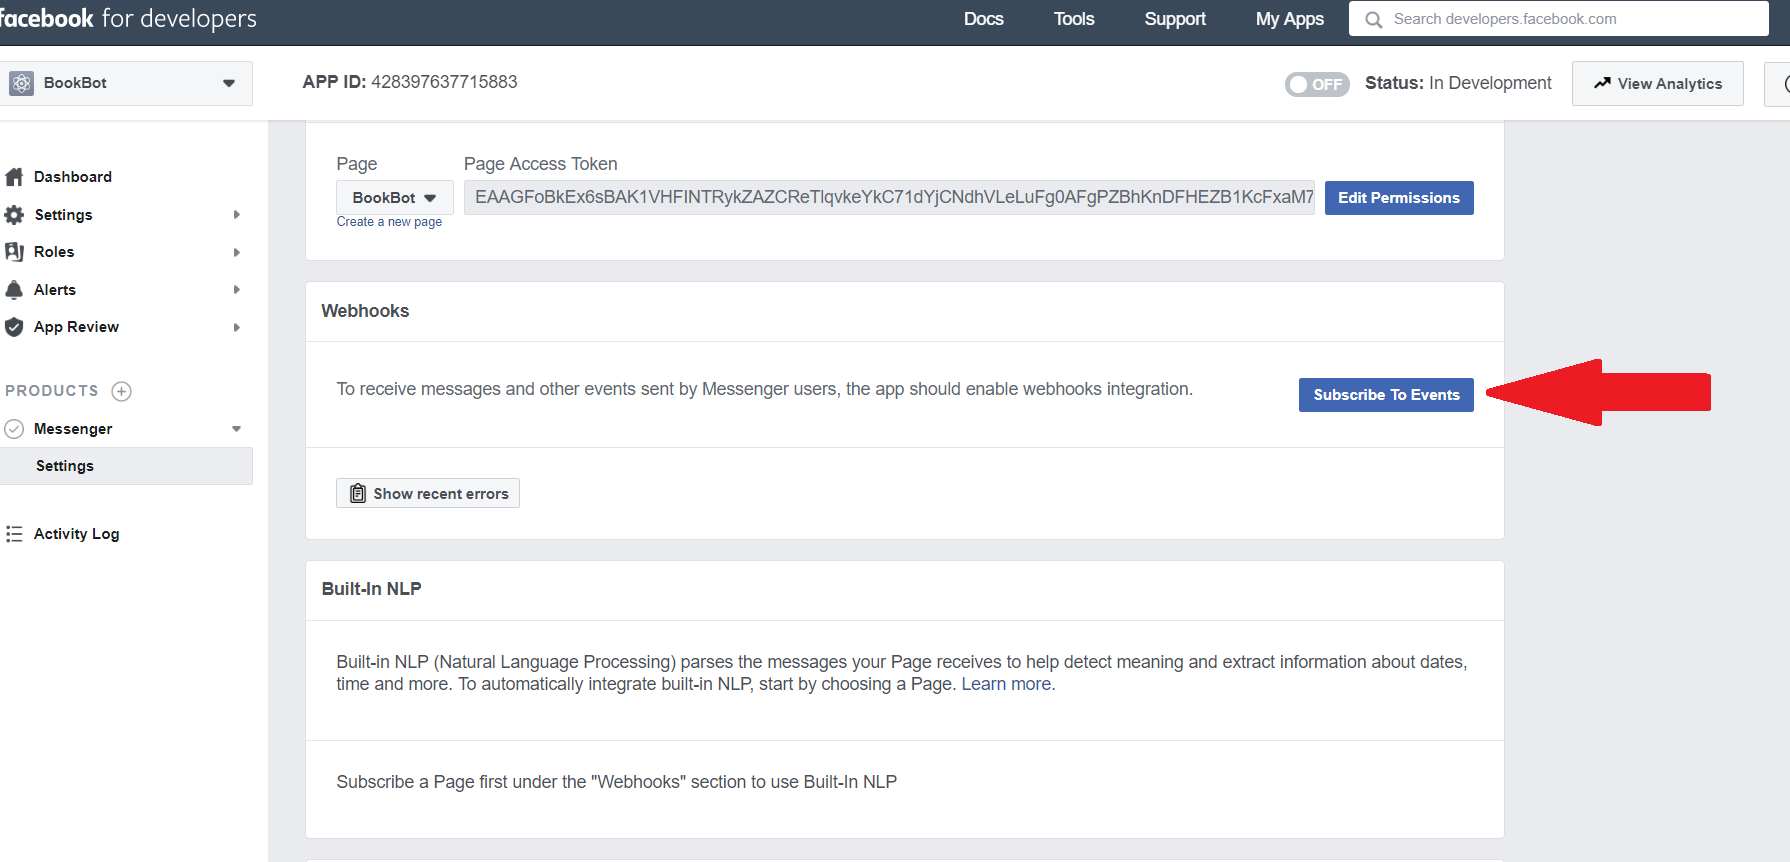 facebook for developers
Docs Tools Support My Apps Search developers.facebook.com
BookBot
APP ID: 428397637715883
OFF Status: In Development View Analytics
Dashboard
Settings
Roles
Alerts
App Review
PRODUCTS
Messenger
Settings
Activity Log
Page Page Access Token
BookBot EAAGFoBkEx6sBAK1VHFINTRykZAZCReTlqvkeYkC71dYjCNdhVLeLuFg0AFgPZBhKnDFHEZB1KcFxaM7 Edit Permissions
Create a new page
Webhooks
To receive messages and other events sent by Messenger users, the app should enable webhooks integration.
Subscribe To Events
Show recent errors
Built-In NLP
Built-in NLP (Natural Language Processing) parses the messages your Page receives to help detect meaning and extract information about dates,
time and more. To automatically integrate built-in NLP, start by choosing a Page. Learn more.
Subscribe a Page first under the "Webhooks" section to use Built-In NLP